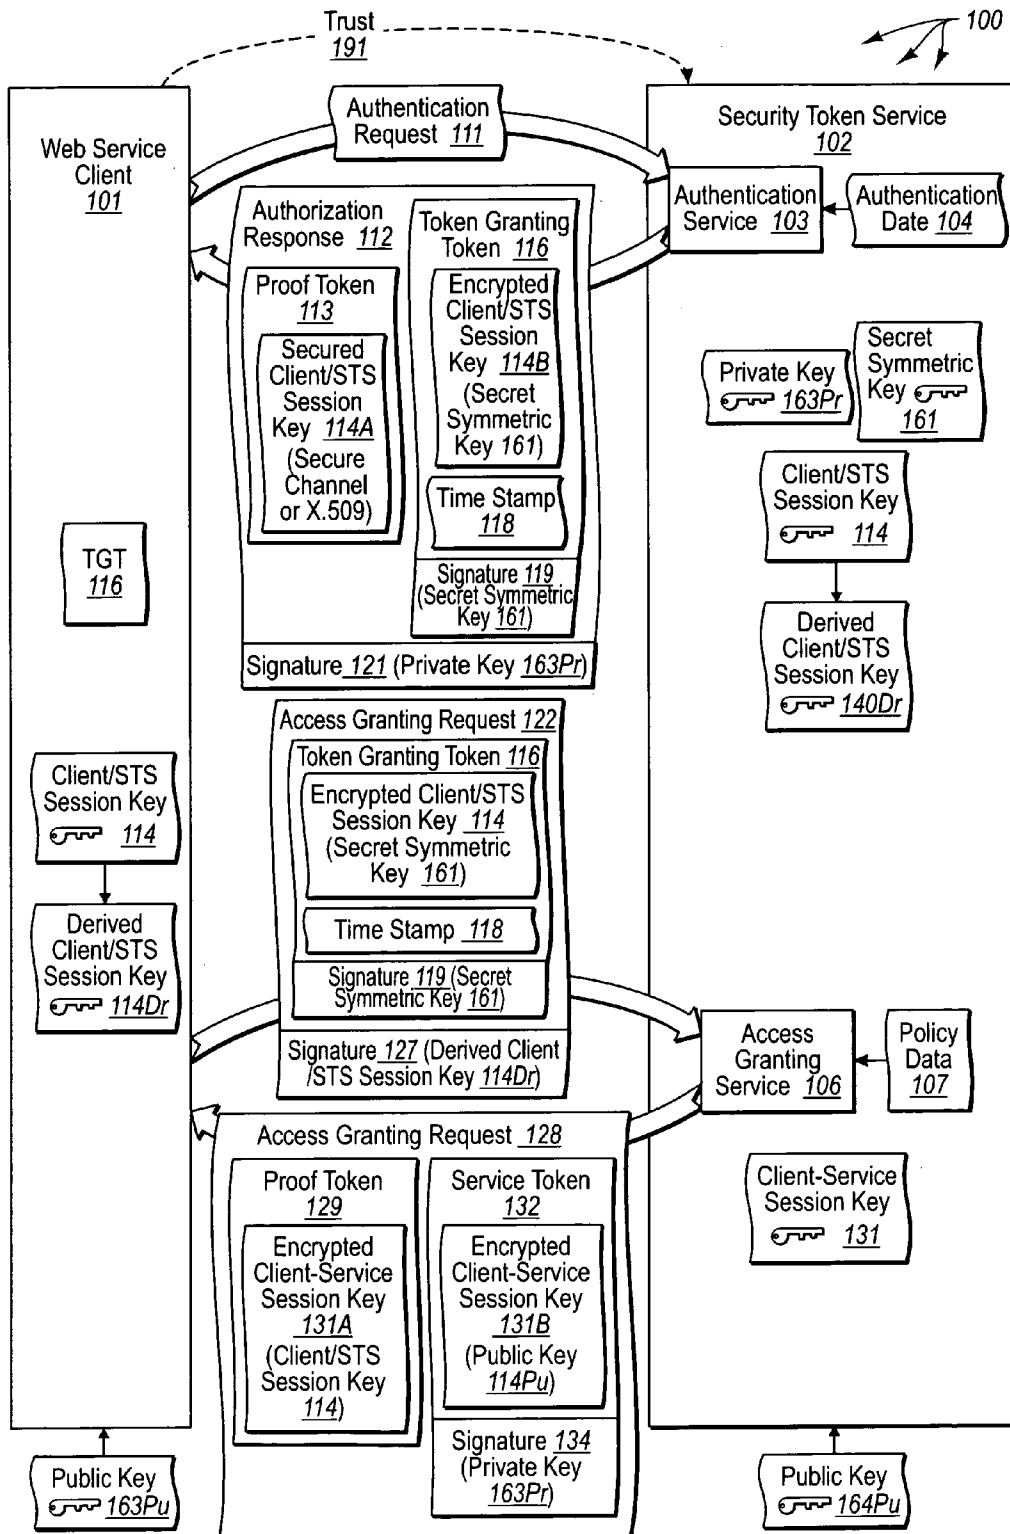 Trust
191
100
Web Service
Client
101
Authentication
Request 111
Security Token Service
102
Authentication
Service 103
Authentication
Date 104
Authorization
Response 112
Proof Token
113
Secured
Client/STS
Session
Key 114A
(Secure
Channel
or X.509)
Token Granting
Token 116
Encrypted
Client/STS
Session
Key 114B
(Secret
Symmetric
Key 161)
Time Stamp
118
Signature 119
(Secret Symmetric
Key 161)
Signature 121 (Private Key 163Pr)
Private Key
163Pr
Secret
Symmetric
Key
161
Client/STS
Session Key
114
Derived
Client/STS
Session Key
140Dr
TGT
116
Client/STS
Session Key
114
Derived
Client/STS
Session Key
114Dr
Access Granting Request 122
Token Granting Token 116
Encrypted Client/STS
Session Key 114
(Secret Symmetric
Key 161)
Time Stamp 118
Signature 119 (Secret
Symmetric Key 161)
Signature 127 (Derived Client
/STS Session Key 114Dr)
Access
Granting
Service 106
Policy
Data
107
Client-Service
Session Key
131
Access Granting Request 128
Proof Token
129
Encrypted
Client-Service
Session Key
131A
(Client/STS
Session Key
114)
Service Token
132
Encrypted
Client-Service
Session Key
131B
(Public Key
114Pu)
Signature 134
(Private Key
163Pr)
Public Key
163Pu
Public Key
164Pu